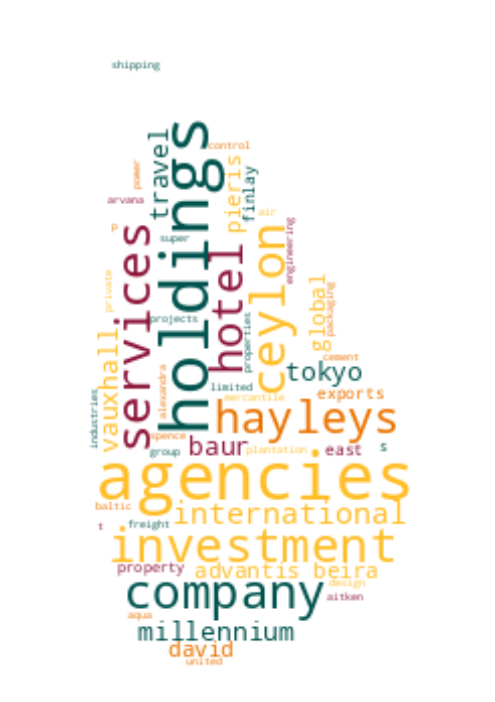 shipping
holdings
travel
control
pieris
finlay
power
arvana
air
p
super
services
hotel
ceylon
engineering
private
projects
properties
global
packaging
vauxhall
alexandra
limited
mercantile
cement
tokyo
industries
exports
hayleys
spence
group
baur
plantation
east
s
agencies
baltic
international
t
freight
investment
property
advantis beira
design
company
aitken
aqua
millennium
david
united